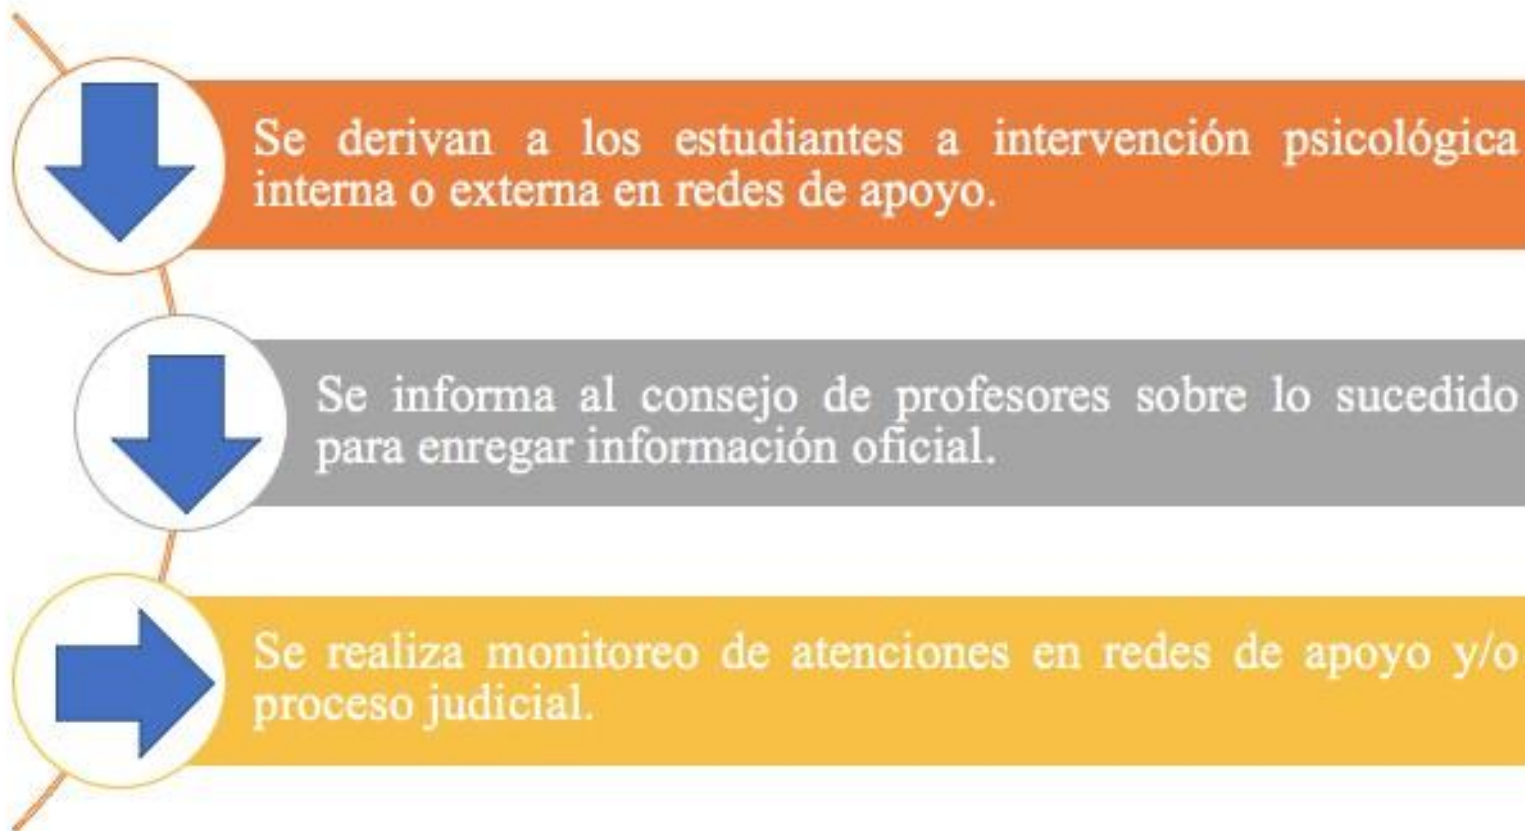 Se derivan a los estudiantes a intervención psicológica
interna o externa en redes de apoyo.
Se informa al consejo de profesores sobre lo sucedido
para enregar información oficial.
Se realiza monitoreo de atenciones en redes de apoyo y/o
proceso judicial.